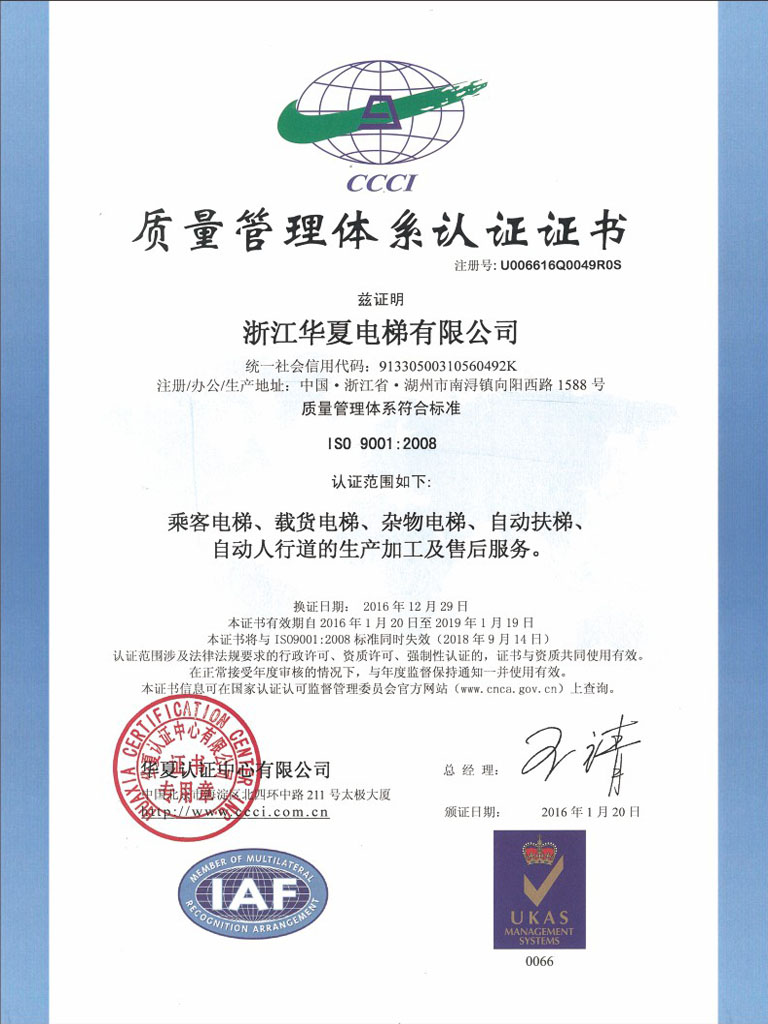 CCCI
质量管理体系认证证书
注册号: U006616Q0049R0S
兹证明
浙江华夏电梯有限公司
统一社会信用代码：91330500310560492K
注册/办公/生产地址：中国·浙江省·湖州市南浔镇向阳西路 1588 号
质量管理体系符合标准
ISO 9001:2008
认证范围如下:
乘客电梯、载货电梯、杂物电梯、自动扶梯、
自动人行道的生产加工及售后服务。
换证日期： 2016 年 12 月 29 日
本证书有效期自 2016 年 1 月 20 日至 2019 年 1 月 19 日
本证书将与 ISO9001:2008 标准同时失效（2018 年 9 月 14 日）
认证范围涉及法律法规要求的行政许可、资质许可、强制性认证的，证书与资质共同使用有效。
在正常接受年度审核的情况下，与年度监督保持通知一并使用有效。
本证书信息可在国家认证认可监督管理委员会官方网站（www.cnca.gov.cn）上查询。
HUAXIA CERTIFICATION CENTER INC.
华夏认证中心有限公司
证书
专用章
华夏认证中心有限公司
中国北京市海淀区北四环中路 211 号太极大厦
http://www.ccci.com.cn
总 经 理：
颁证日期： 2016 年 1 月 20 日
MEMBER OF MULTILATERAL
IAF
RECOGNITION ARRANGEMENT
UKAS
MANAGEMENT
SYSTEMS
0066